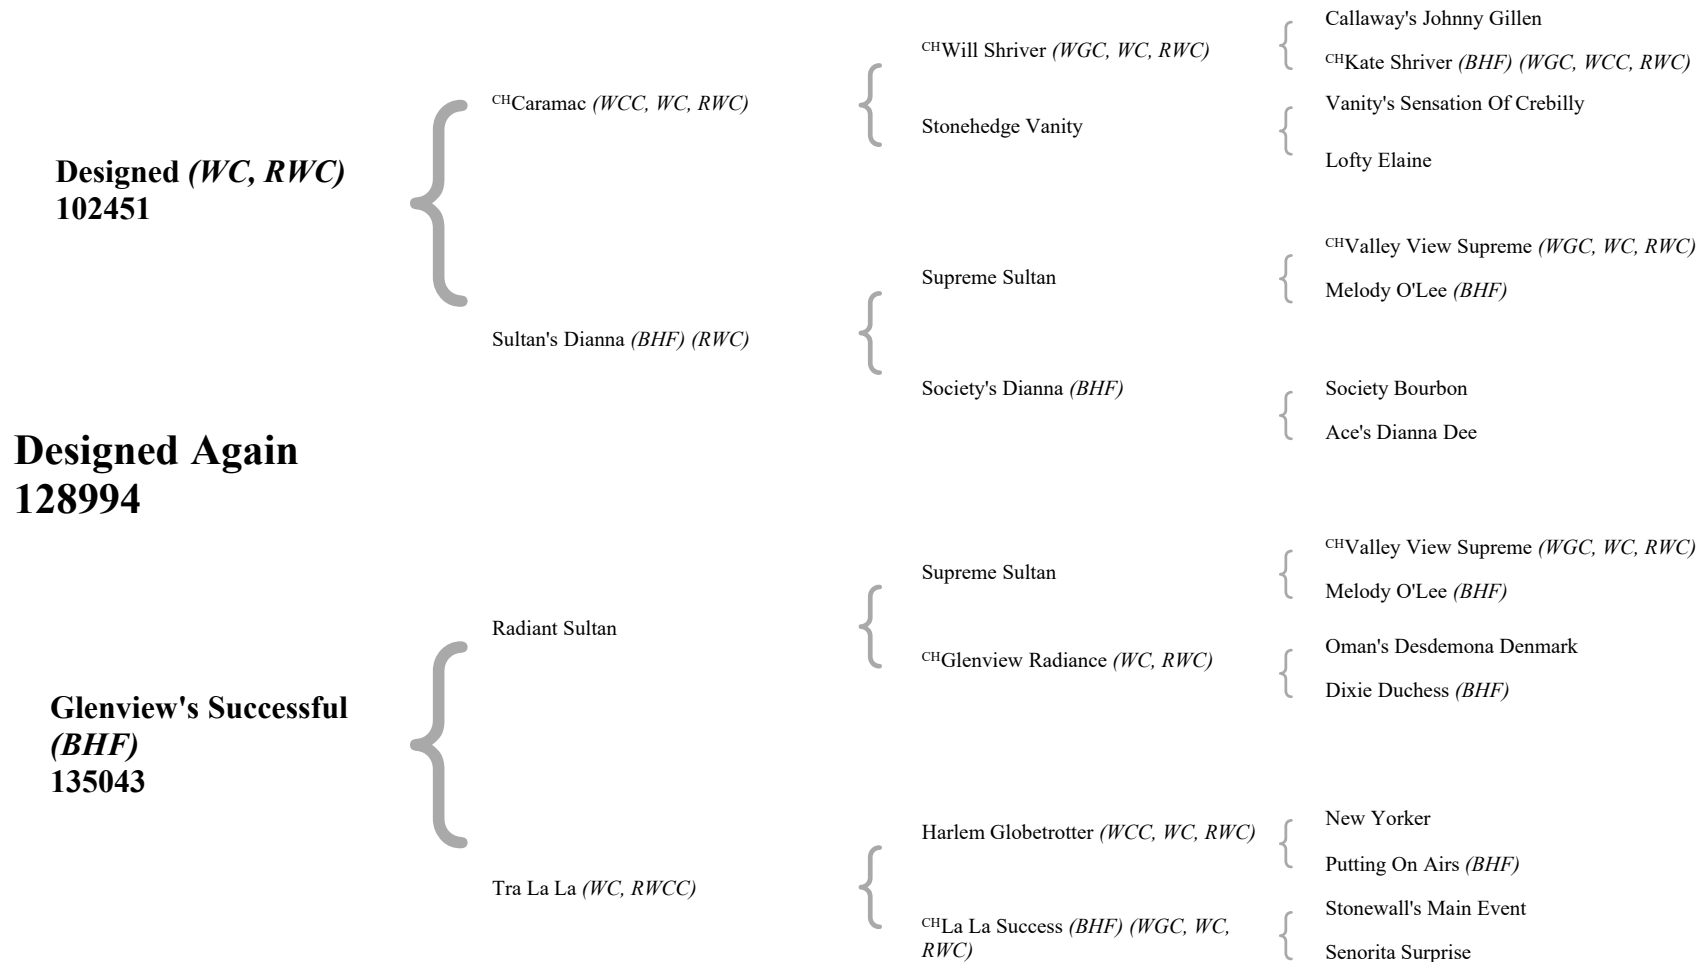 Callaway's Johnny Gillen
CHWill Shriver (WGC, WC, RWC)
CHKate Shriver (BHF) (WGC, WCC, RWC)
CHCaramac (WCC, WC, RWC)
Vanity's Sensation Of Crebilly
Stonehedge Vanity
Lofty Elaine
Designed (WC, RWC)
102451
CHValley View Supreme (WGC, WC, RWC)
Supreme Sultan
Melody O'Lee (BHF)
Sultan's Dianna (BHF) (RWC)
Society's Dianna (BHF)
Society Bourbon
Ace's Dianna Dee
Designed Again
128994
CHValley View Supreme (WGC, WC, RWC)
Supreme Sultan
Melody O'Lee (BHF)
Radiant Sultan
Oman's Desdemona Denmark
CHGlenview Radiance (WC, RWC)
Dixie Duchess (BHF)
Glenview's Successful
(BHF)
135043
New Yorker
Harlem Globetrotter (WCC, WC, RWC)
Putting On Airs (BHF)
Tra La La (WC, RWCC)
Stonewall's Main Event
CHLa La Success (BHF) (WGC, WC,
RWC)
Senorita Surprise